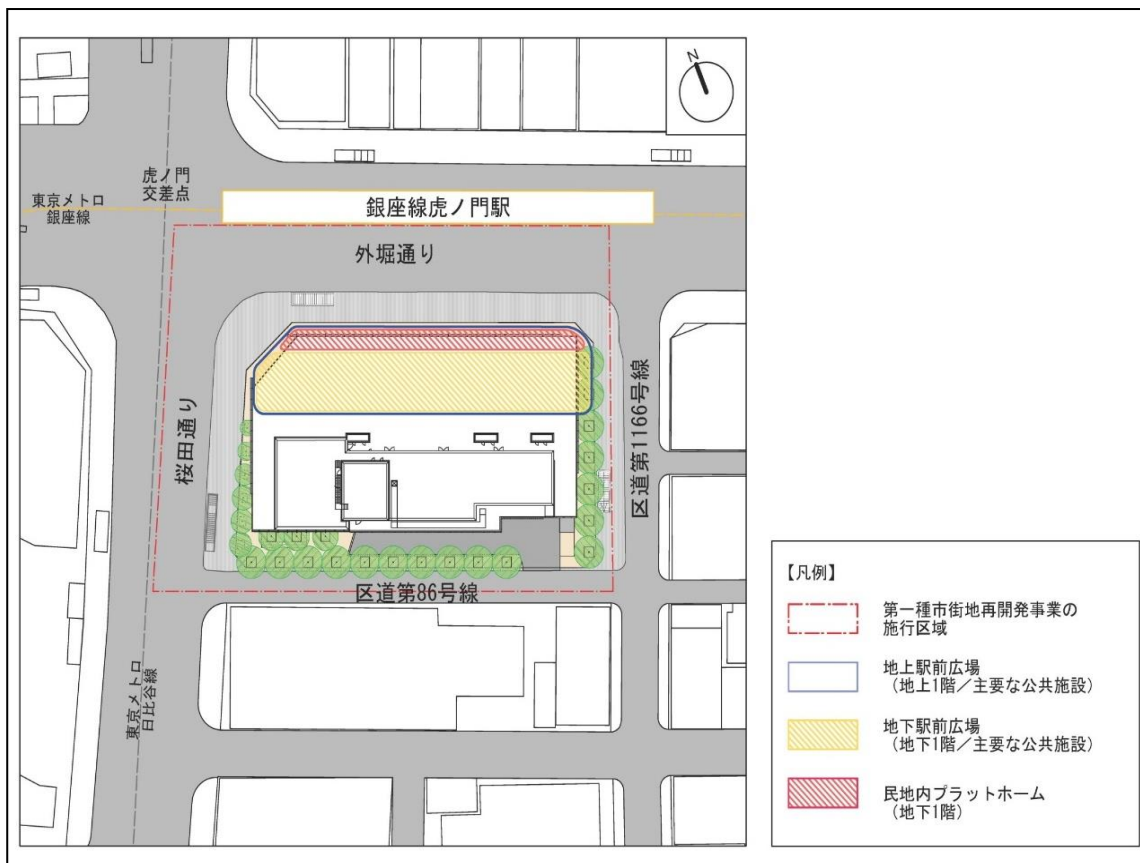 N
虎ノ門
交差点
東京メトロ
銀座線
銀座線虎ノ門駅
外堀通り
桜田通り
区道第1166号線
区道第86号線
東京メトロ
日比谷線
【凡例】
第一種市街地再開発事業の
施行区域
地上駅前広場
（地上1階／主要な公共施設）
地下駅前広場
（地下1階／主要な公共施設）
民地内プラットホーム
（地下1階）